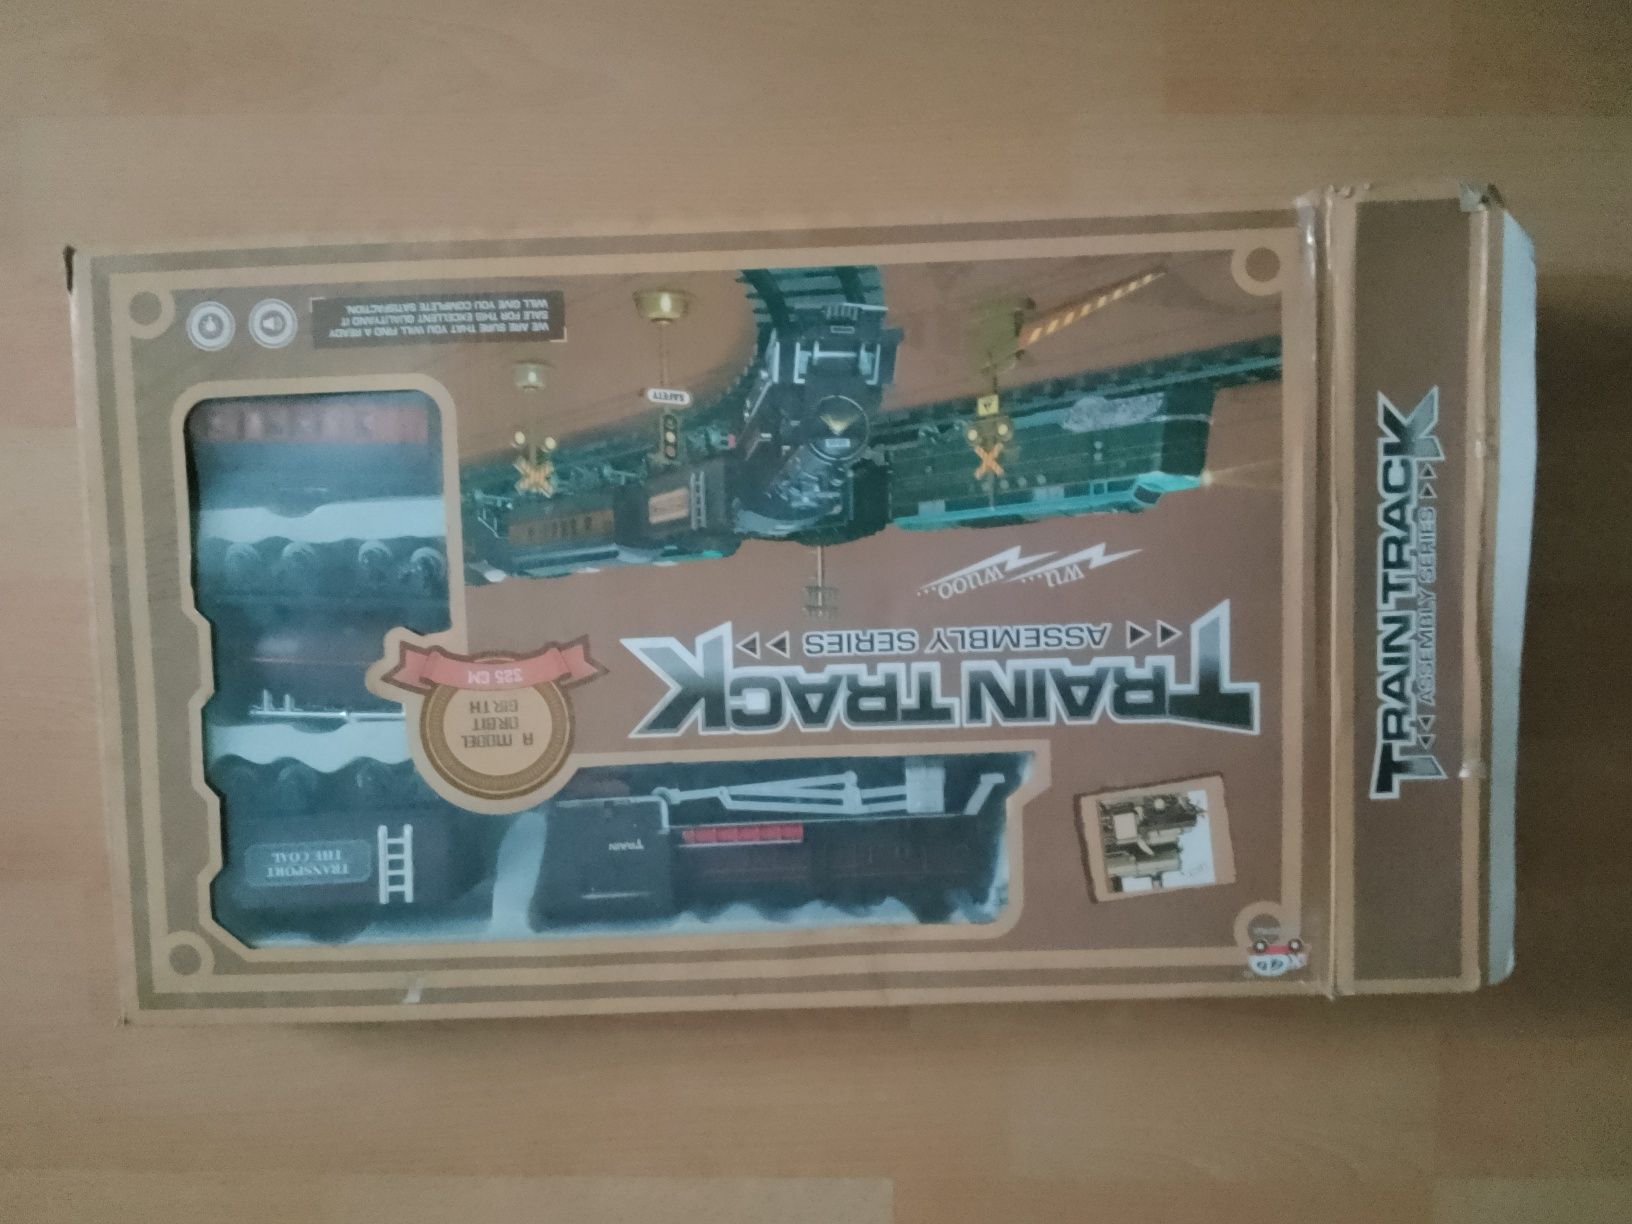 TRAIN TRACK
ASSEMBLY SERIES
WU...
WUOO...
A MODEL
ORBIT
GIRTH
325 CM
TRAIN
TRANSPORT
THE COAL
SAFETY
WE ARE SURE THAT YOU WILL FIND A READY
SALE FOR THIS EXCELLENT QUALITYAND IT
WILL GIVE YOU COMPLETE SATISFACTION.
TRAIN TRACK
ASSEMBLY SERIES